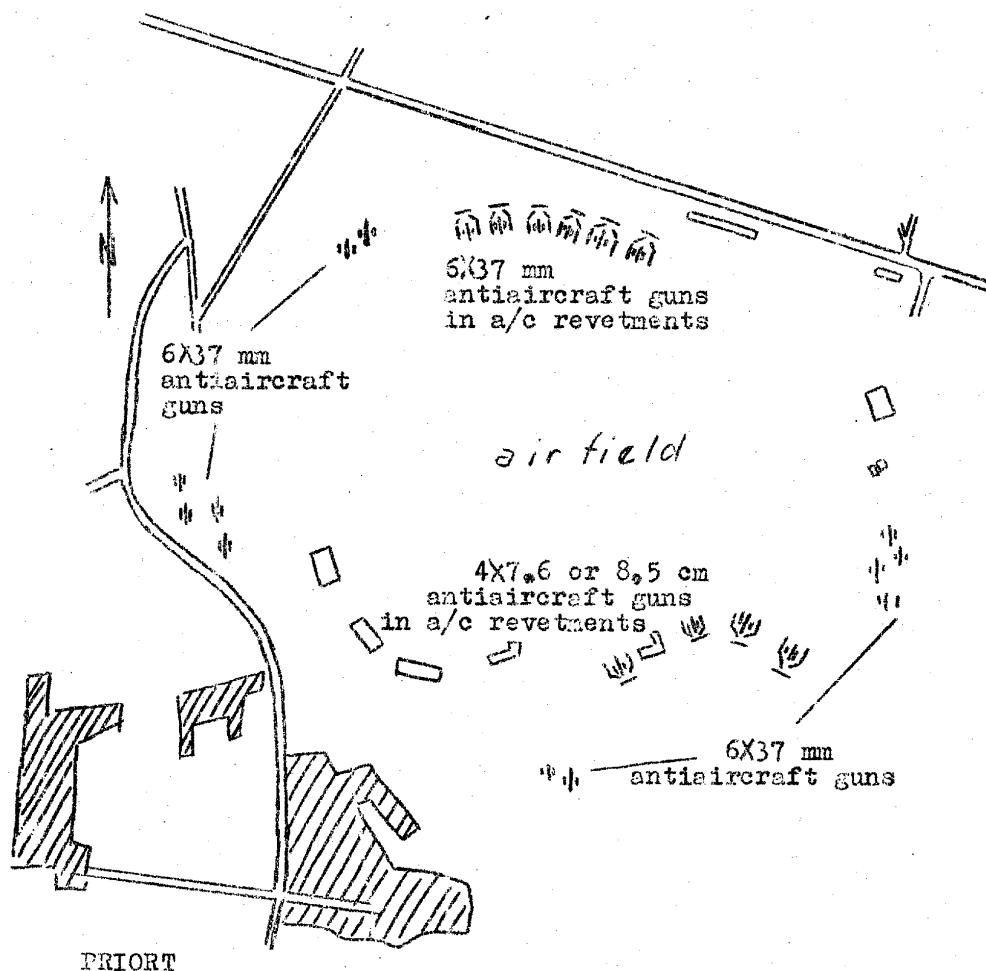 N
6X37 mm
antiaircraft guns
in a/c revetments
6X37 mm
antiaircraft
guns
air field
4X7.6 or 8.5 cm
antiaircraft guns
in a/c revetments
6X37 mm
antiaircraft guns
PRIORT